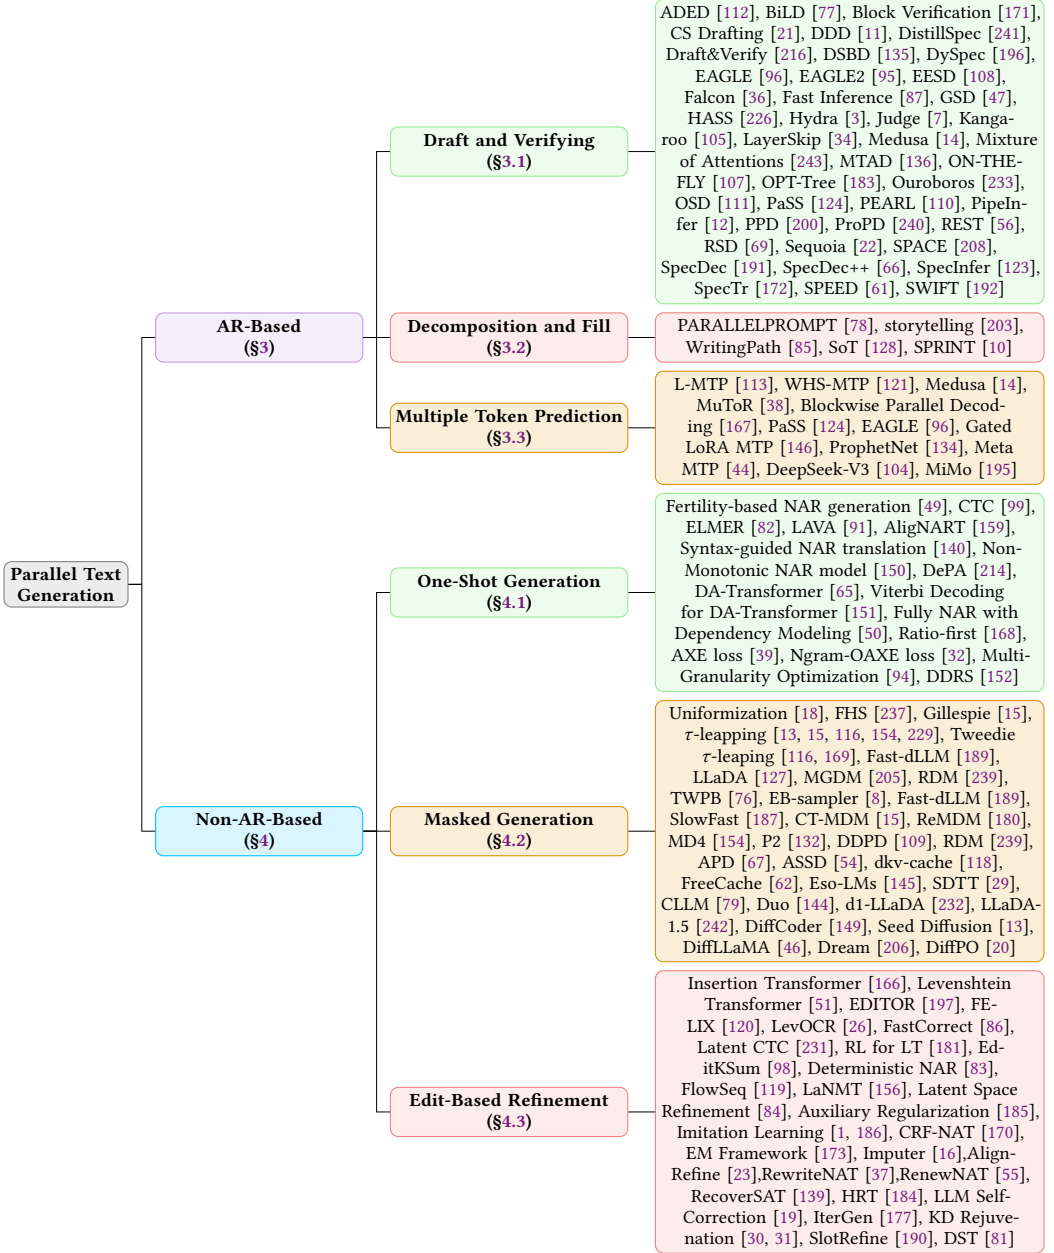 ADED [112], BiLD [77], Block Verification [171],
CS Drafting [21], DDD [11], DistillSpec [241],
Draft&Verify [216], DSBD [135], DySpec [196],
EAGLE [96], EAGLE2 [95], EESD [108],
Falcon [36], Fast Inference [87], GSD [47],
HASS [226], Hydra [3], Judge [7], Kanga-
roo [105], LayerSkip [34], Medusa [14], Mixture
of Attentions [243], MTAD [136], ON-THE-
FLY [107], OPT-Tree [183], Ouroboros [233],
OSD [111], PaSS [124], PEARL [110], PipeIn-
fer [12], PPD [200], ProPD [240], REST [56],
RSD [69], Sequoia [22], SPACE [208],
SpecDec [191], SpecDec++ [66], SpecInfer [123],
SpecTr [172], SPEED [61], SWIFT [192]
Draft and Verifying
(§3.1)
AR-Based
(§3)
Decomposition and Fill
(§3.2)
PARALLELPROMPT [78], storytelling [203],
WritingPath [85], SoT [128], SPRINT [10]
Multiple Token Prediction
(§3.3)
L-MTP [113], WHS-MTP [121], Medusa [14],
MuToR [38], Blockwise Parallel Decod-
ing [167], PaSS [124], EAGLE [96], Gated
LoRA MTP [146], ProphetNet [134], Meta
MTP [44], DeepSeek-V3 [104], MiMo [195]
Parallel Text
Generation
One-Shot Generation
(§4.1)
Fertility-based NAR generation [49], CTC [99],
ELMER [82], LAVA [91], AligNART [159],
Syntax-guided NAR translation [140], Non-
Monotonic NAR model [150], DePA [214],
DA-Transformer [65], Viterbi Decoding
for DA-Transformer [151], Fully NAR with
Dependency Modeling [50], Ratio-first [168],
AXE loss [39], Ngram-OAXE loss [32], Multi-
Granularity Optimization [94], DDRS [152]
Non-AR-Based
(§4)
Masked Generation
(§4.2)
Uniformization [18], FHS [237], Gillespie [15],
τ-leapping [13, 15, 116, 154, 229], Tweedie
τ-leaping [116, 169], Fast-dLLM [189],
LLaDA [127], MGDM [205], RDM [239],
TWPB [76], EB-sampler [8], Fast-dLLM [189],
SlowFast [187], CT-MDM [15], ReMDM [180],
MD4 [154], P2 [132], DDPD [109], RDM [239],
APD [67], ASSD [54], dkv-cache [118],
FreeCache [62], Eso-LMs [145], SDTT [29],
CLLM [79], Duo [144], d1-LLaDA [232], LLaDA-
1.5 [242], DiffCoder [149], Seed Diffusion [13],
DiffLLaMA [46], Dream [206], DiffPO [20]
Edit-Based Refinement
(§4.3)
Insertion Transformer [166], Levenshtein
Transformer [51], EDITOR [197], FE-
LIX [120], LevOCR [26], FastCorrect [86],
Latent CTC [231], RL for LT [181], Ed-
itKSum [98], Deterministic NAR [83],
FlowSeq [119], LaNMT [156], Latent Space
Refinement [84], Auxiliary Regularization [185],
Imitation Learning [1, 186], CRF-NAT [170],
EM Framework [173], Imputer [16],Align-
Refine [23],RewriteNAT [37],RenewNAT [55],
RecoverSAT [139], HRT [184], LLM Self-
Correction [19], IterGen [177], KD Rejuve-
nation [30, 31], SlotRefine [190], DST [81]